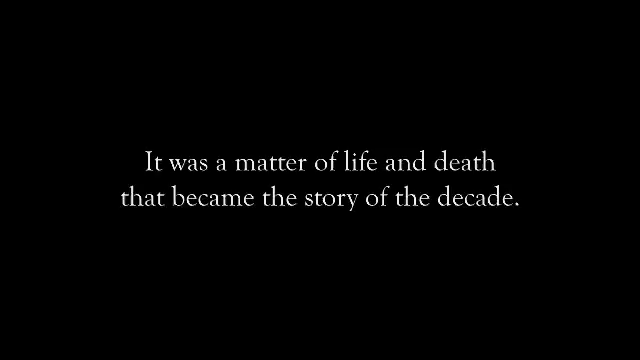 It was a matter of life and death
that became the story of the decade.